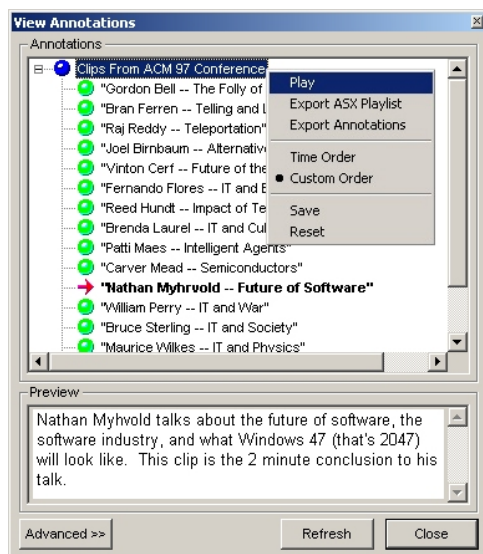 View Annotations
Annotations
Clips From ACM 97 Conference
"Gordon Bell -- The Folly of
"Bran Ferren -- Telling and
"Raj Reddy -- Teleportation"
"Joel Birnbaum -- Alternativ
"Vinton Cerf -- Future of the
"Fernando Flores -- IT and
"Reed Hundt -- Impact of Te
"Brenda Laurel -- IT and Cul
"Patti Maes -- Intelligent Agents"
"Carver Mead -- Semiconductors"
"Nathan Myhrvold -- Future of Software"
"William Perry -- IT and War"
"Bruce Sterling -- IT and Society"
"Maurice Wilkes -- IT and Physics"
Play
Export ASX Playlist
Export Annotations
Time Order
Custom Order
Save
Reset
Preview
Nathan Myhvold talks about the future of software, the
software industry, and what Windows 47 (that's 2047)
will look like. This clip is the 2 minute conclusion to his
talk.
Advanced >>
Refresh
Close